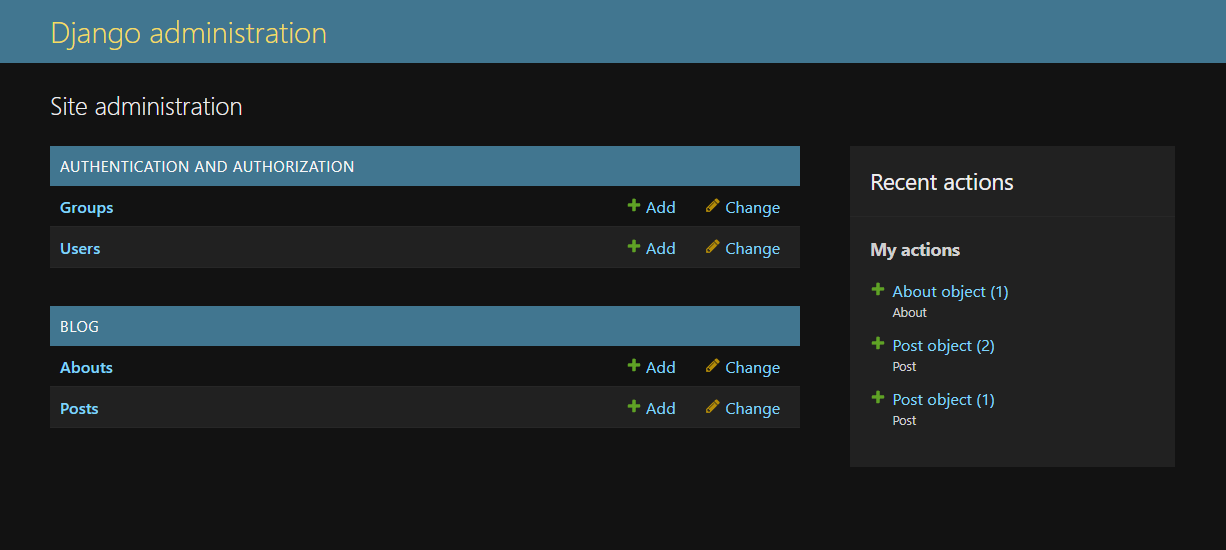 Django administration
Site administration
AUTHENTICATION AND AUTHORIZATION
Groups Add Change
Users Add Change
BLOG
Abouts Add Change
Posts Add Change
Recent actions
My actions
About object (1)
About
Post object (2)
Post
Post object (1)
Post